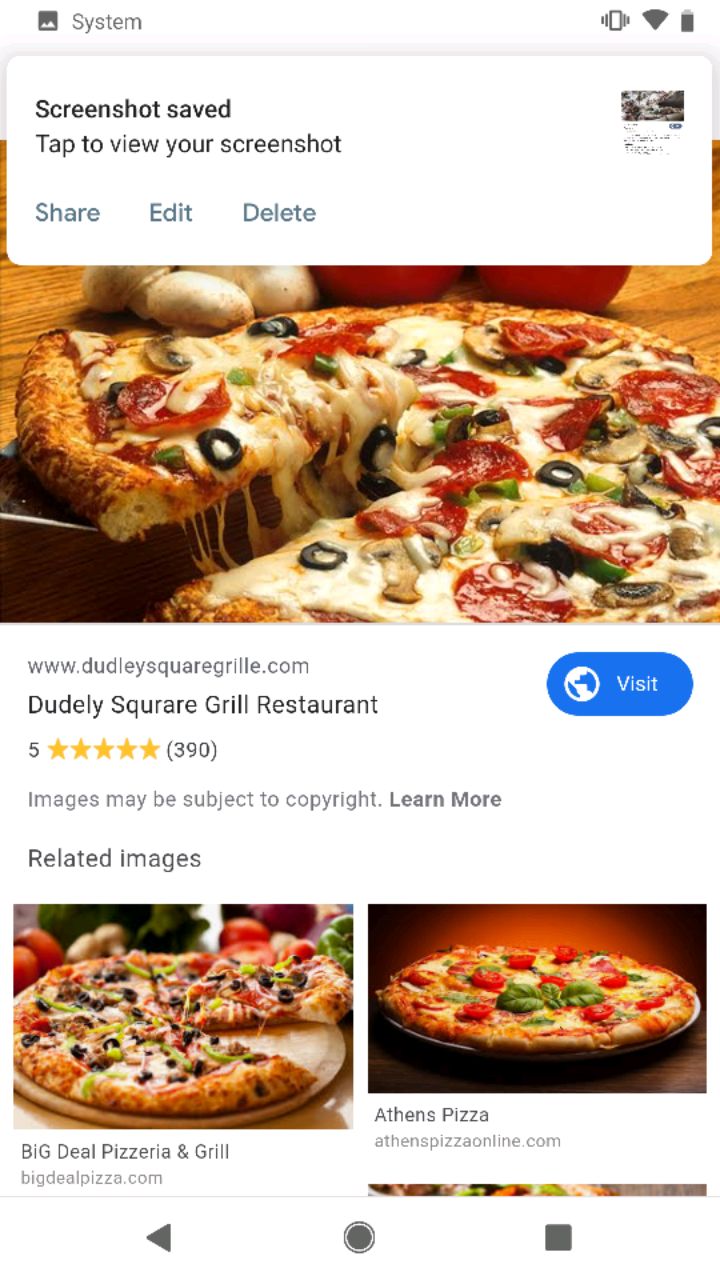 System
Screenshot saved
Tap to view your screenshot
Share Edit Delete
www.dudleysquaregrille.com
Dudely Squrare Grill Restaurant
Visit
5 (390)
Images may be subject to copyright. Learn More
Related images
BiG Deal Pizzeria & Grill
bigdealpizza.com
Athens Pizza
athenspizzaonline.com